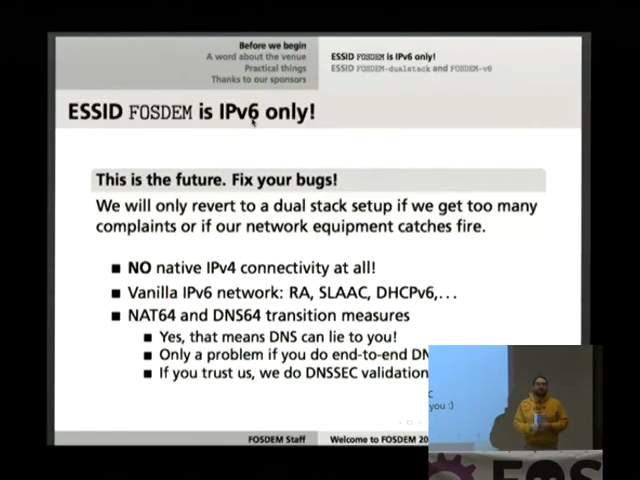 Before we begin
A word about the venue
Practical things
Thanks to our sponsors
ESSID FOSDEM is IPv6 only!
ESSID FOSDEM-dualstack and FOSDEM-v6
ESSID FOSDEM is IPv6 only!
This is the future. Fix your bugs!
We will only revert to a dual stack setup if we get too many
complaints or if our network equipment catches fire.
NO native IPv4 connectivity at all!
Vanilla IPv6 network: RA, SLAAC, DHCPv6,...
NAT64 and DNS64 transition measures
Yes, that means DNS can lie to you!
Only a problem if you do end-to-end
If you trust us, we do DNSSEC validation
you :)
FOSDEM Staff
Welcome to FOSDEM